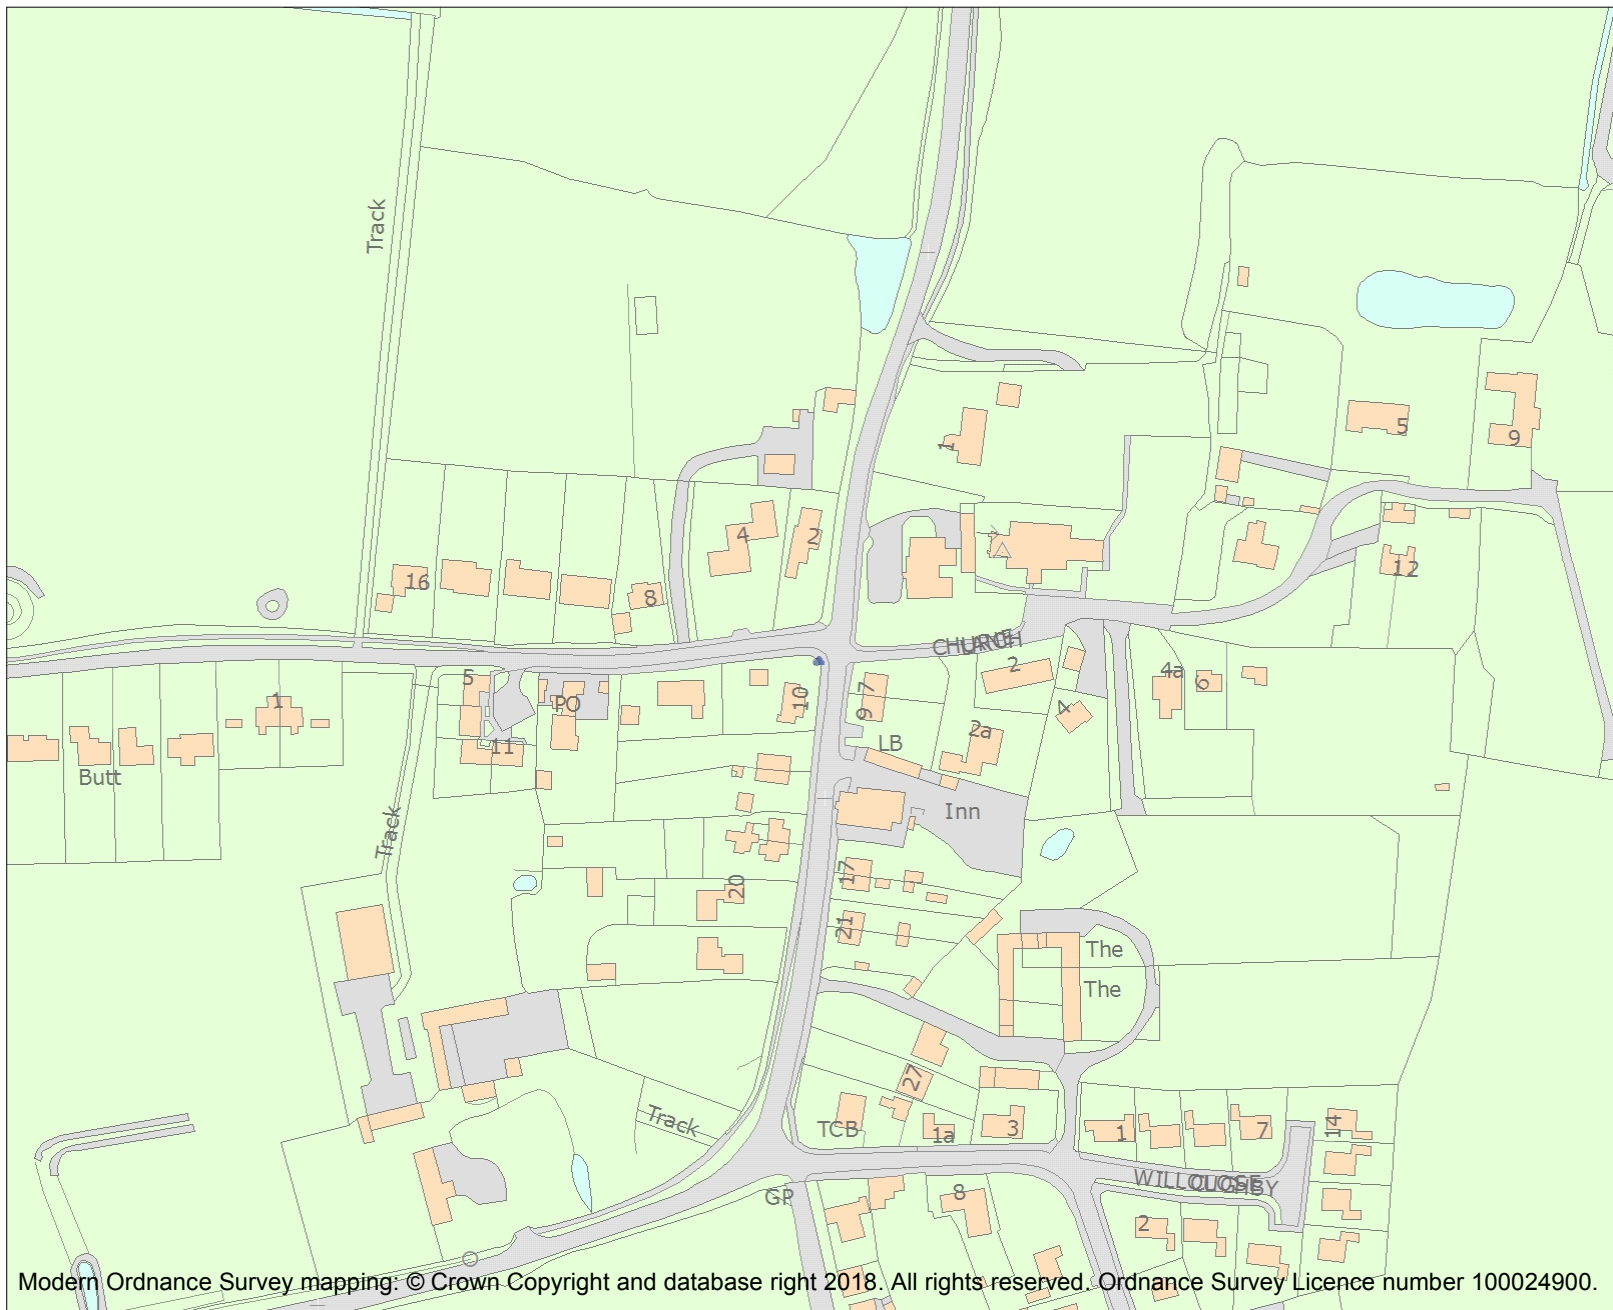 Track
1
5
9
4
2
16
8
12
CHURCH
LANE
2
5
PO
10
7
9
4a
6
4
1
11
LB
2a
Butt
Inn
Track
17
20
21
The
The
27
Track
TCB
1a
3
1
7
14
WILLOUGHBY
CLOSE
GP
8
2
Modern Ordnance Survey mapping: © Crown Copyright and database right 2018. All rights reserved. Ordnance Survey Licence number 100024900.